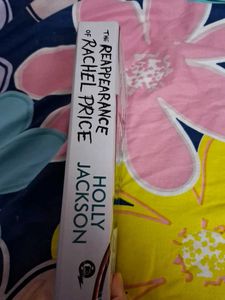 THE REAPPEARANCE
OF RACHEL PRICE
HOLLY
JACKSON